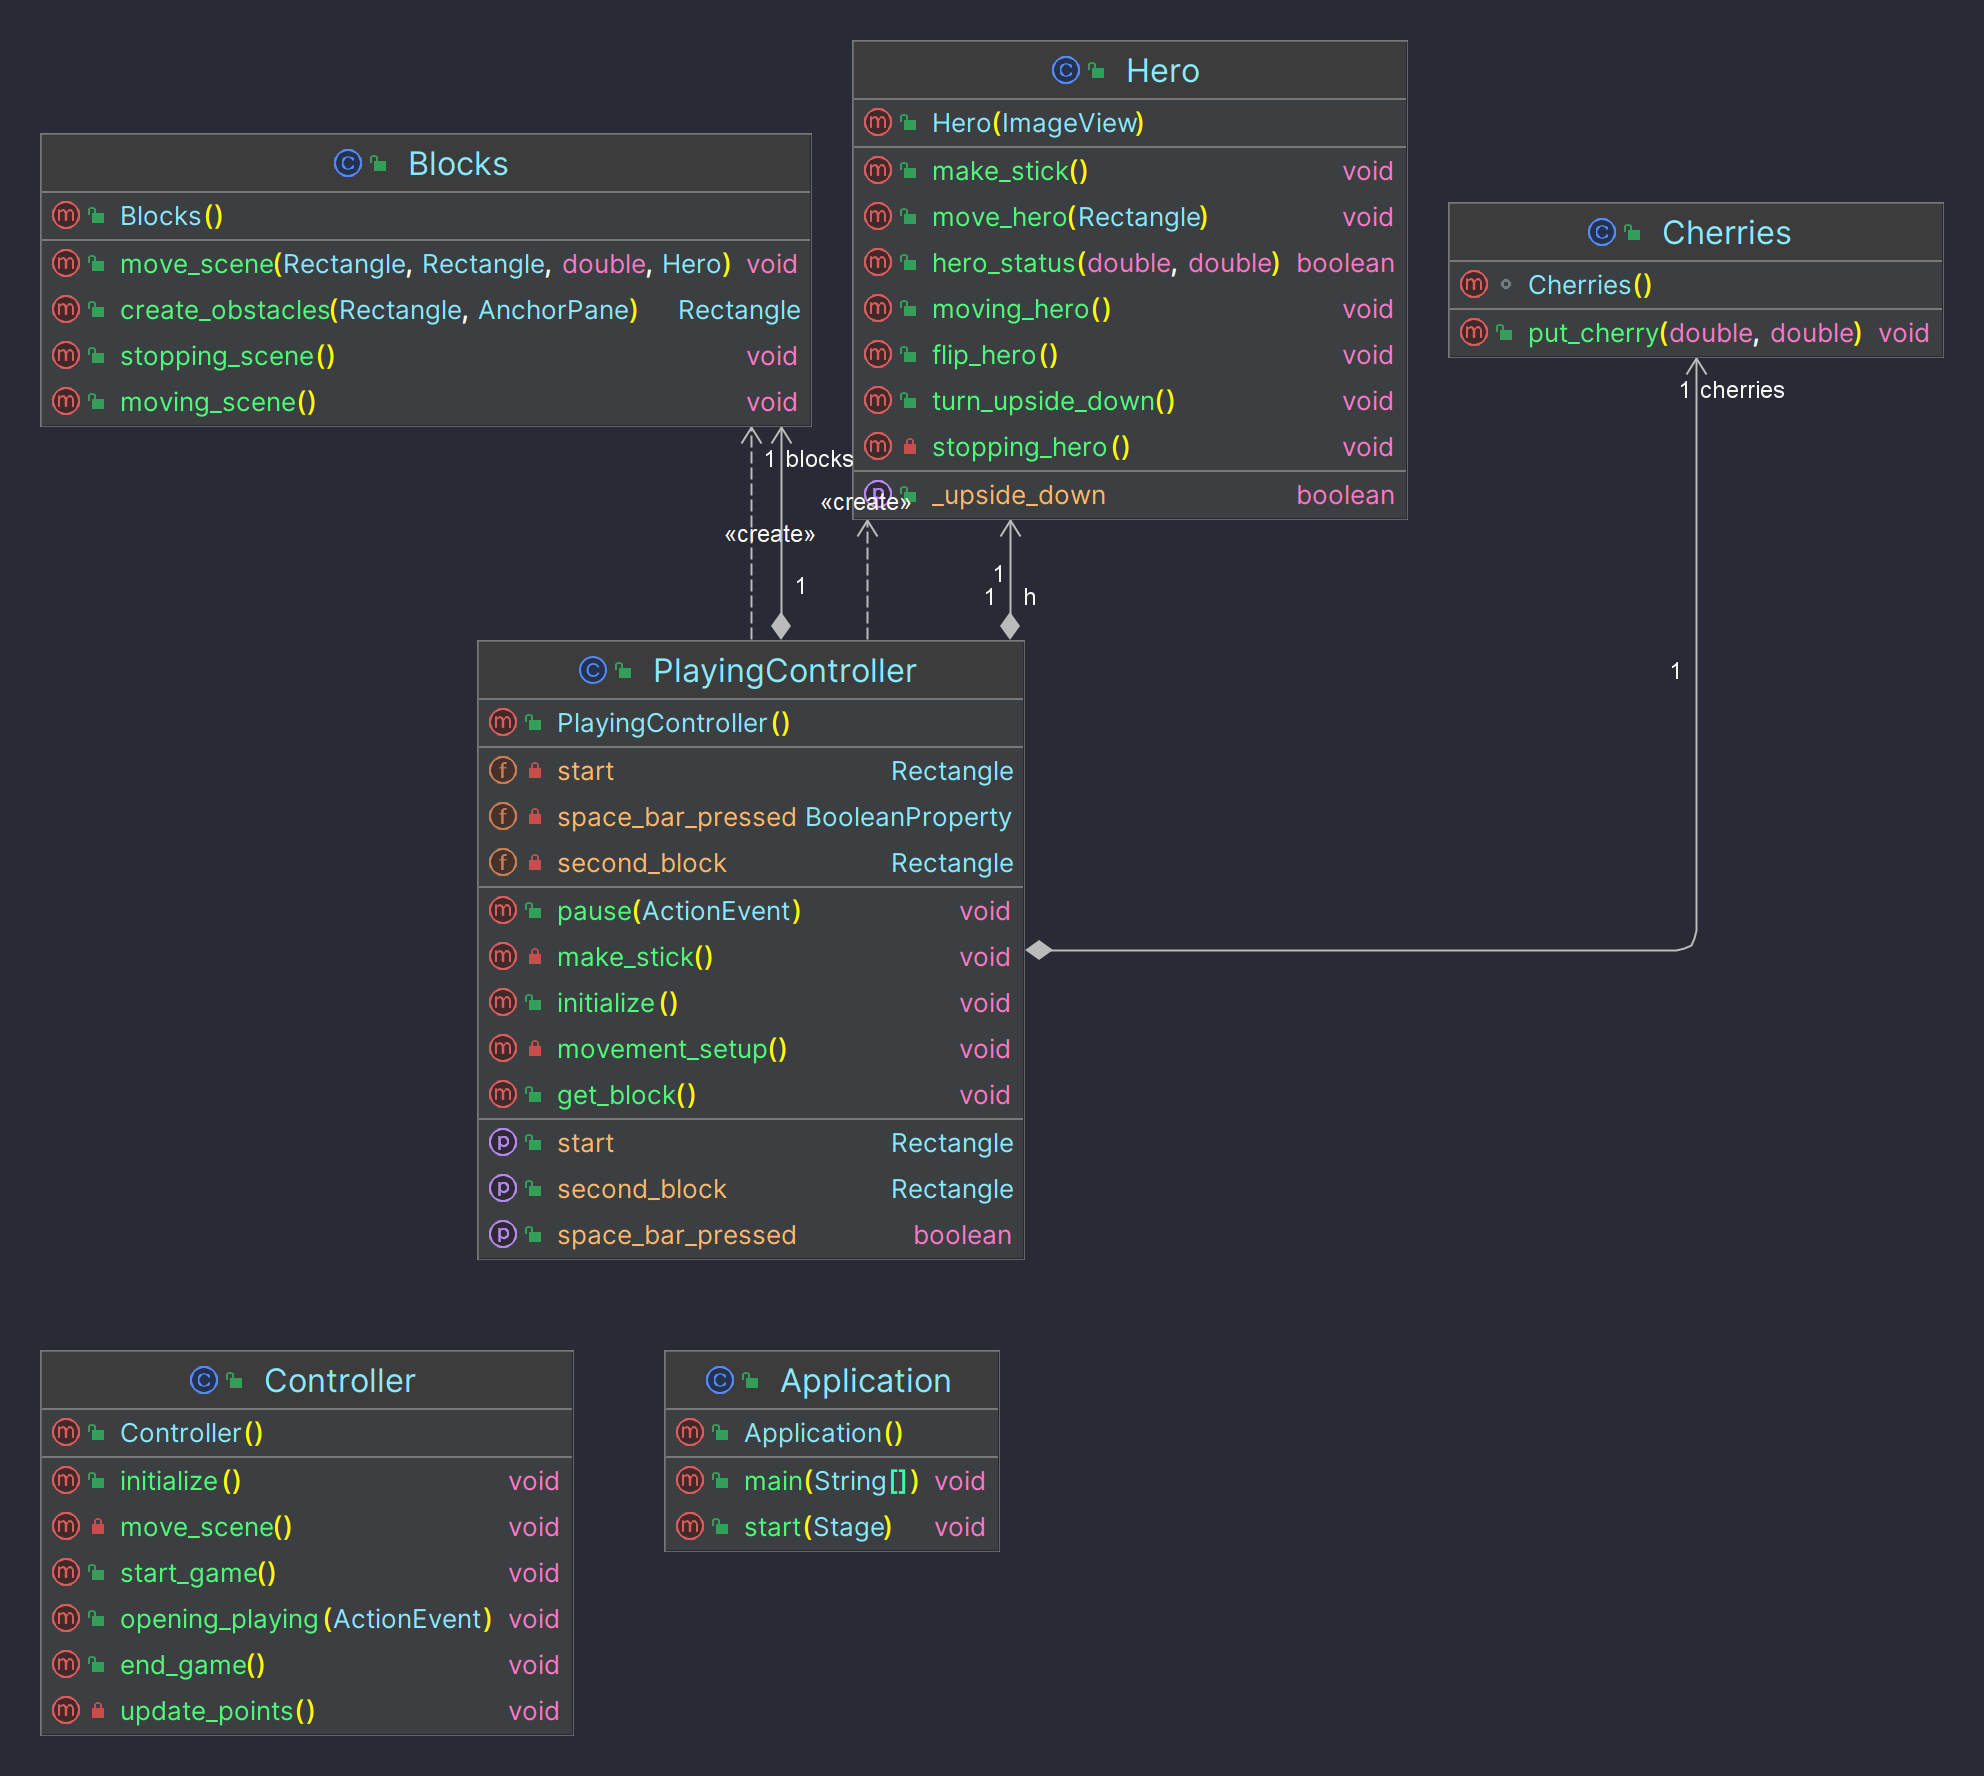 Blocks
Blocks()
move_scene(Rectangle, Rectangle, double, Hero) void
create_obstacles(Rectangle, AnchorPane) Rectangle
stopping_scene() void
moving_scene() void
Hero
Hero(ImageView)
make_stick() void
move_hero(Rectangle) void
hero_status(double, double) boolean
moving_hero() void
flip_hero() void
turn_upside_down() void
stopping_hero() void
_upside_down boolean
Cherries
Cherries()
put_cherry(double, double) void
1 cherries
1 blocks
«create»
«create»
1
1
1 h
1
PlayingController
PlayingController()
start Rectangle
space_bar_pressed BooleanProperty
second_block Rectangle
pause(ActionEvent) void
make_stick() void
initialize() void
movement_setup() void
get_block() void
start Rectangle
second_block Rectangle
space_bar_pressed boolean
Controller
Controller()
initialize() void
move_scene() void
start_game() void
opening_playing(ActionEvent) void
end_game() void
update_points() void
Application
Application()
main(String[]) void
start(Stage) void